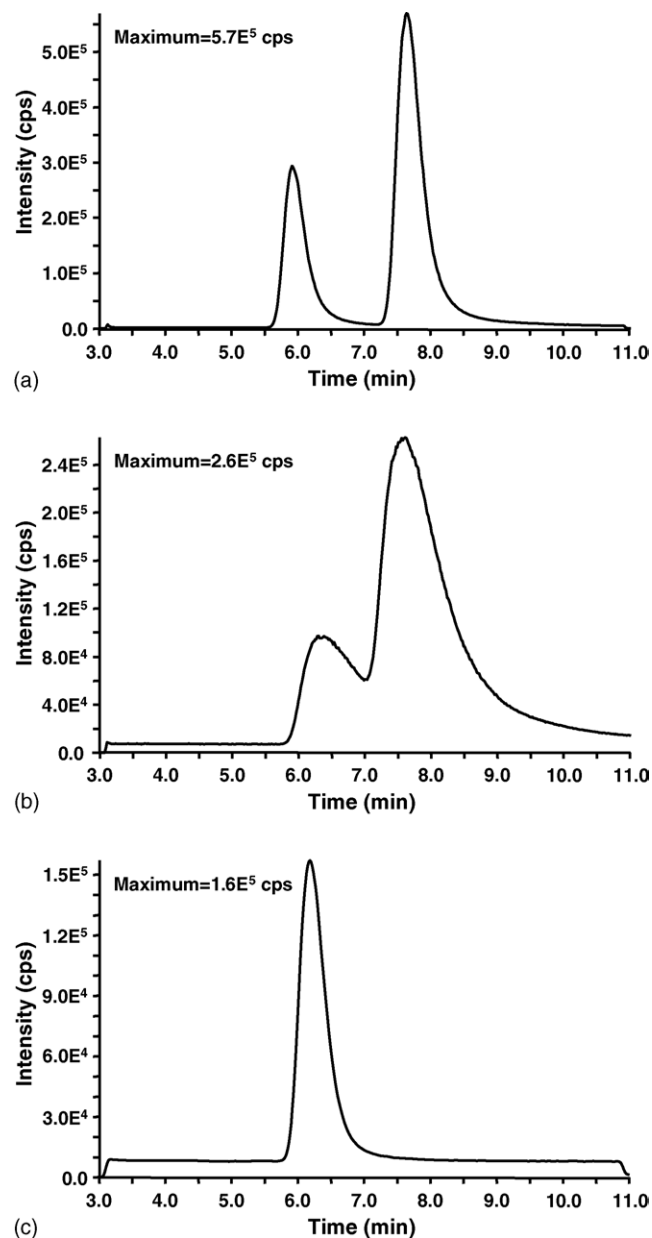 Maximum=5.7E⁵ cps
Intensity (cps)
5.0E⁵
4.0E⁵
3.0E⁵
2.0E⁵
1.0E⁵
0.0
3.0 4.0 5.0 6.0 7.0 8.0 9.0 10.0 11.0
Time (min)
(a)
Maximum=2.6E⁵ cps
Intensity (cps)
2.4E⁵
2.0E⁵
1.6E⁵
1.2E⁵
8.0E⁴
4.0E⁴
0.0
3.0 4.0 5.0 6.0 7.0 8.0 9.0 10.0 11.0
Time (min)
(b)
Maximum=1.6E⁵ cps
Intensity (cps)
1.5E⁵
1.2E⁵
9.0E⁴
6.0E⁴
3.0E⁴
0.0
3.0 4.0 5.0 6.0 7.0 8.0 9.0 10.0 11.0
Time (min)
(c)